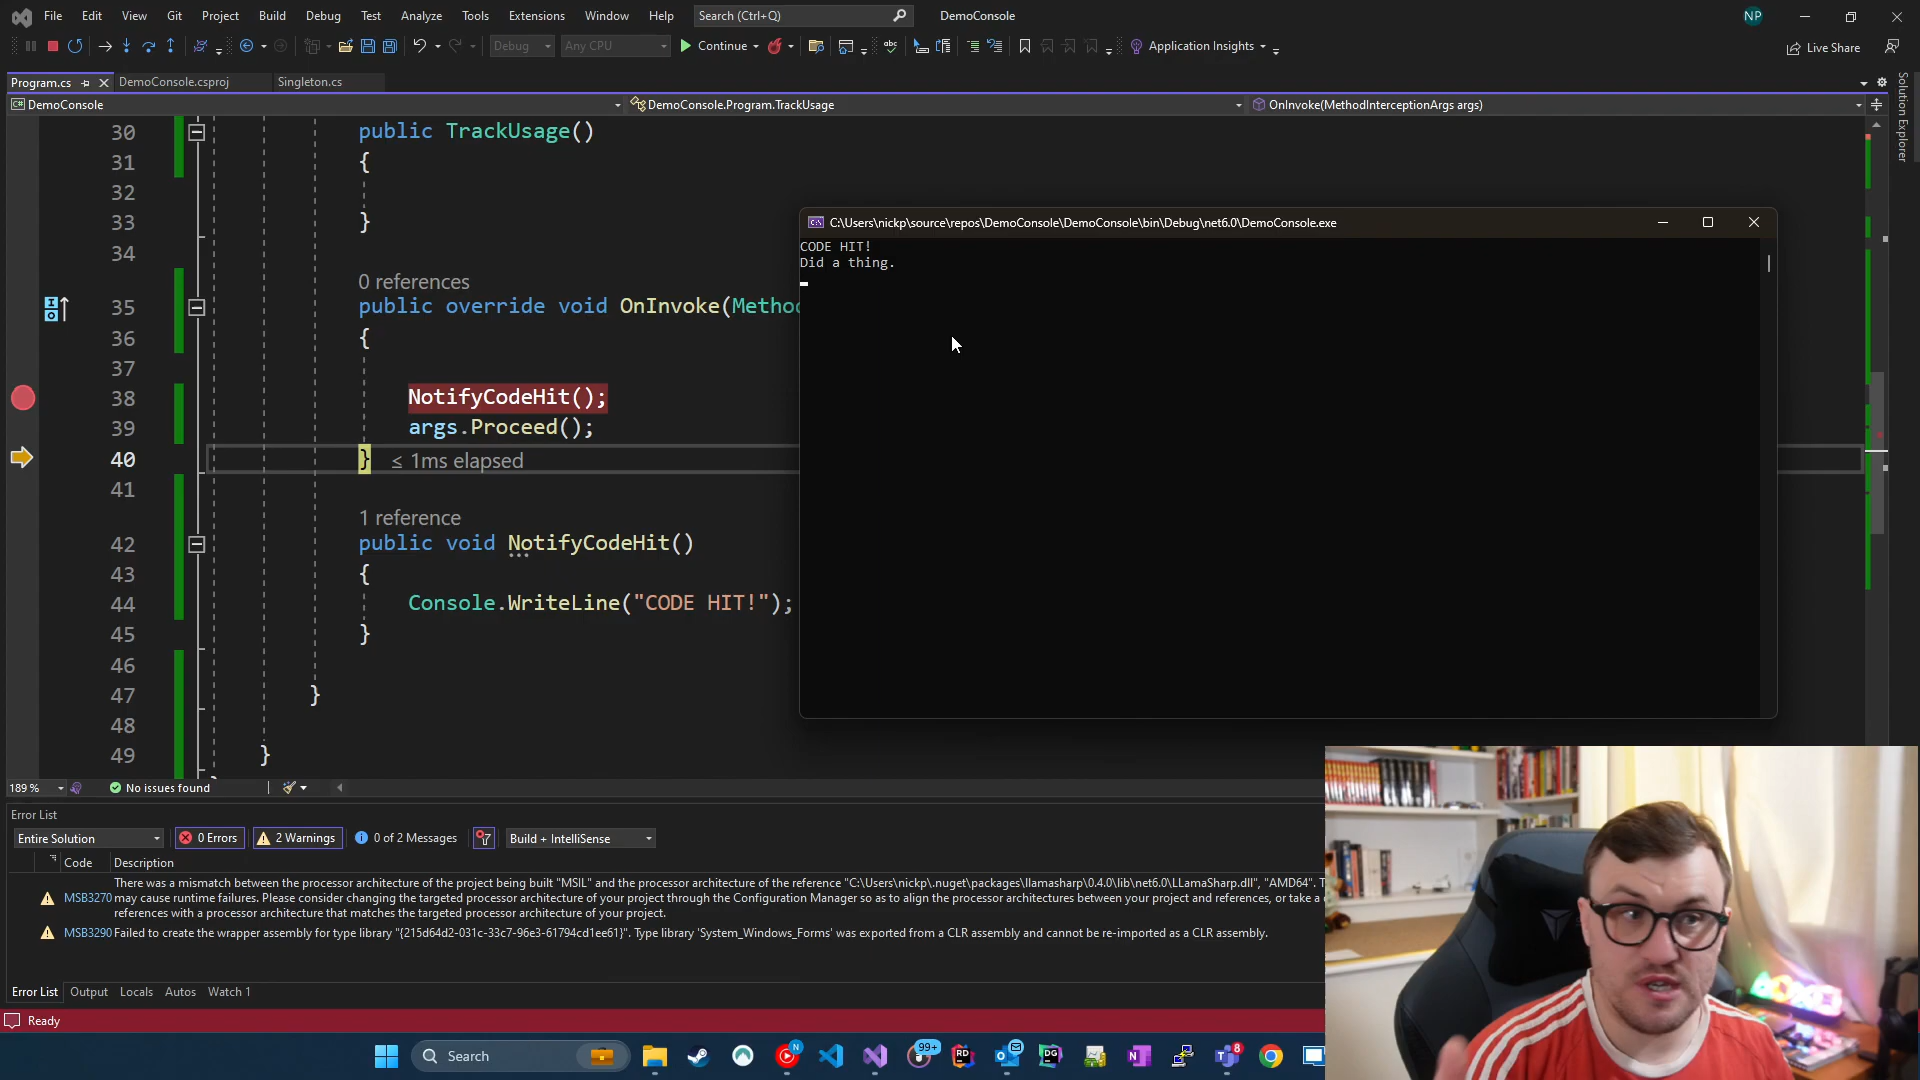 File Edit View Git Project Build Debug Test Analyze Tools Extensions Window Help Search (Ctrl+Q) DemoConsole NP
Debug Any CPU Continue Application Insights Live Share
Program.cs DemoConsole.csproj Singleton.cs
DemoConsole DemoConsole.Program.TrackUsage OnInvoke(MethodInterceptionArgs args)
Solution Explorer
30 public TrackUsage()
31 {
32
33 }
34
0 references
35 public override void OnInvoke(Metho
36 {
37
38 NotifyCodeHit();
39 args.Proceed();
40 } ≤ 1ms elapsed
41
1 reference
42 public void NotifyCodeHit()
43 {
44 Console.WriteLine("CODE HIT!");
45 }
46
47 }
48
49 }
C:\Users\nickp\source\repos\DemoConsole\DemoConsole\bin\Debug\net6.0\DemoConsole.exe
CODE HIT!
Did a thing.
189 % No issues found
Error List
Entire Solution 0 Errors 2 Warnings 0 of 2 Messages Build + IntelliSense
Code Description
MSB3270 There was a mismatch between the processor architecture of the project being built "MSIL" and the processor architecture of the reference "C:\Users\nickp\.nuget\packages\llamasharp\0.4.0\lib\net6.0\LLamaSharp.dll", "AMD64". T
may cause runtime failures. Please consider changing the targeted processor architecture of your project through the Configuration Manager so as to align the processor architectures between your project and references, or take a d
references with a processor architecture that matches the targeted processor architecture of your project.
MSB3290 Failed to create the wrapper assembly for type library "{215d64d2-031c-33c7-96e3-61794cd1ee61}". Type library 'System_Windows_Forms' was exported from a CLR assembly and cannot be re-imported as a CLR assembly.
Error List Output Locals Autos Watch 1
Ready
Search N 99+ RD DG N 8